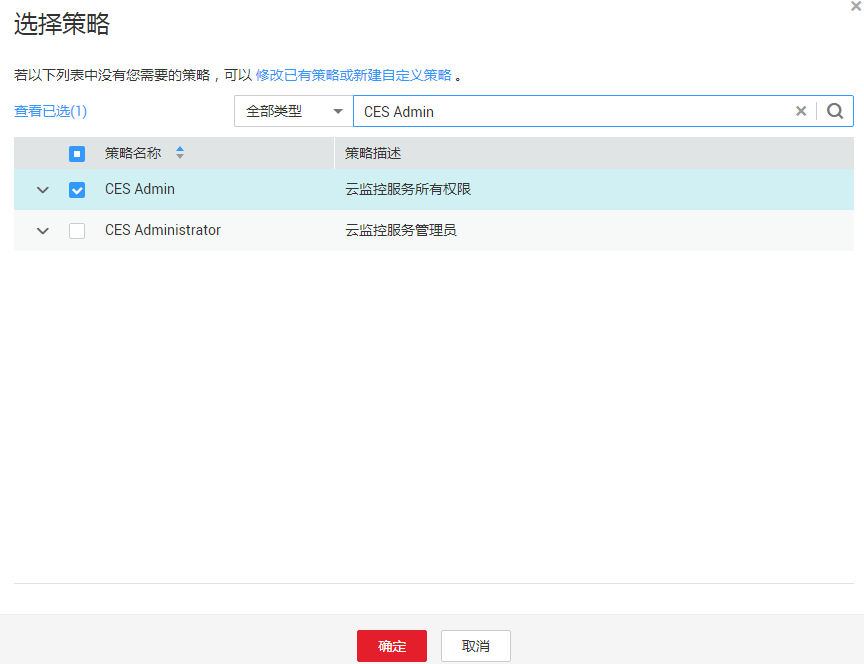 选择策略
若以下列表中没有您需要的策略，可以 修改已有策略或新建自定义策略 。
查看已选(1) 全部类型 CES Admin
策略名称 策略描述
CES Admin 云监控服务所有权限
CES Administrator 云监控服务管理员
确定 取消